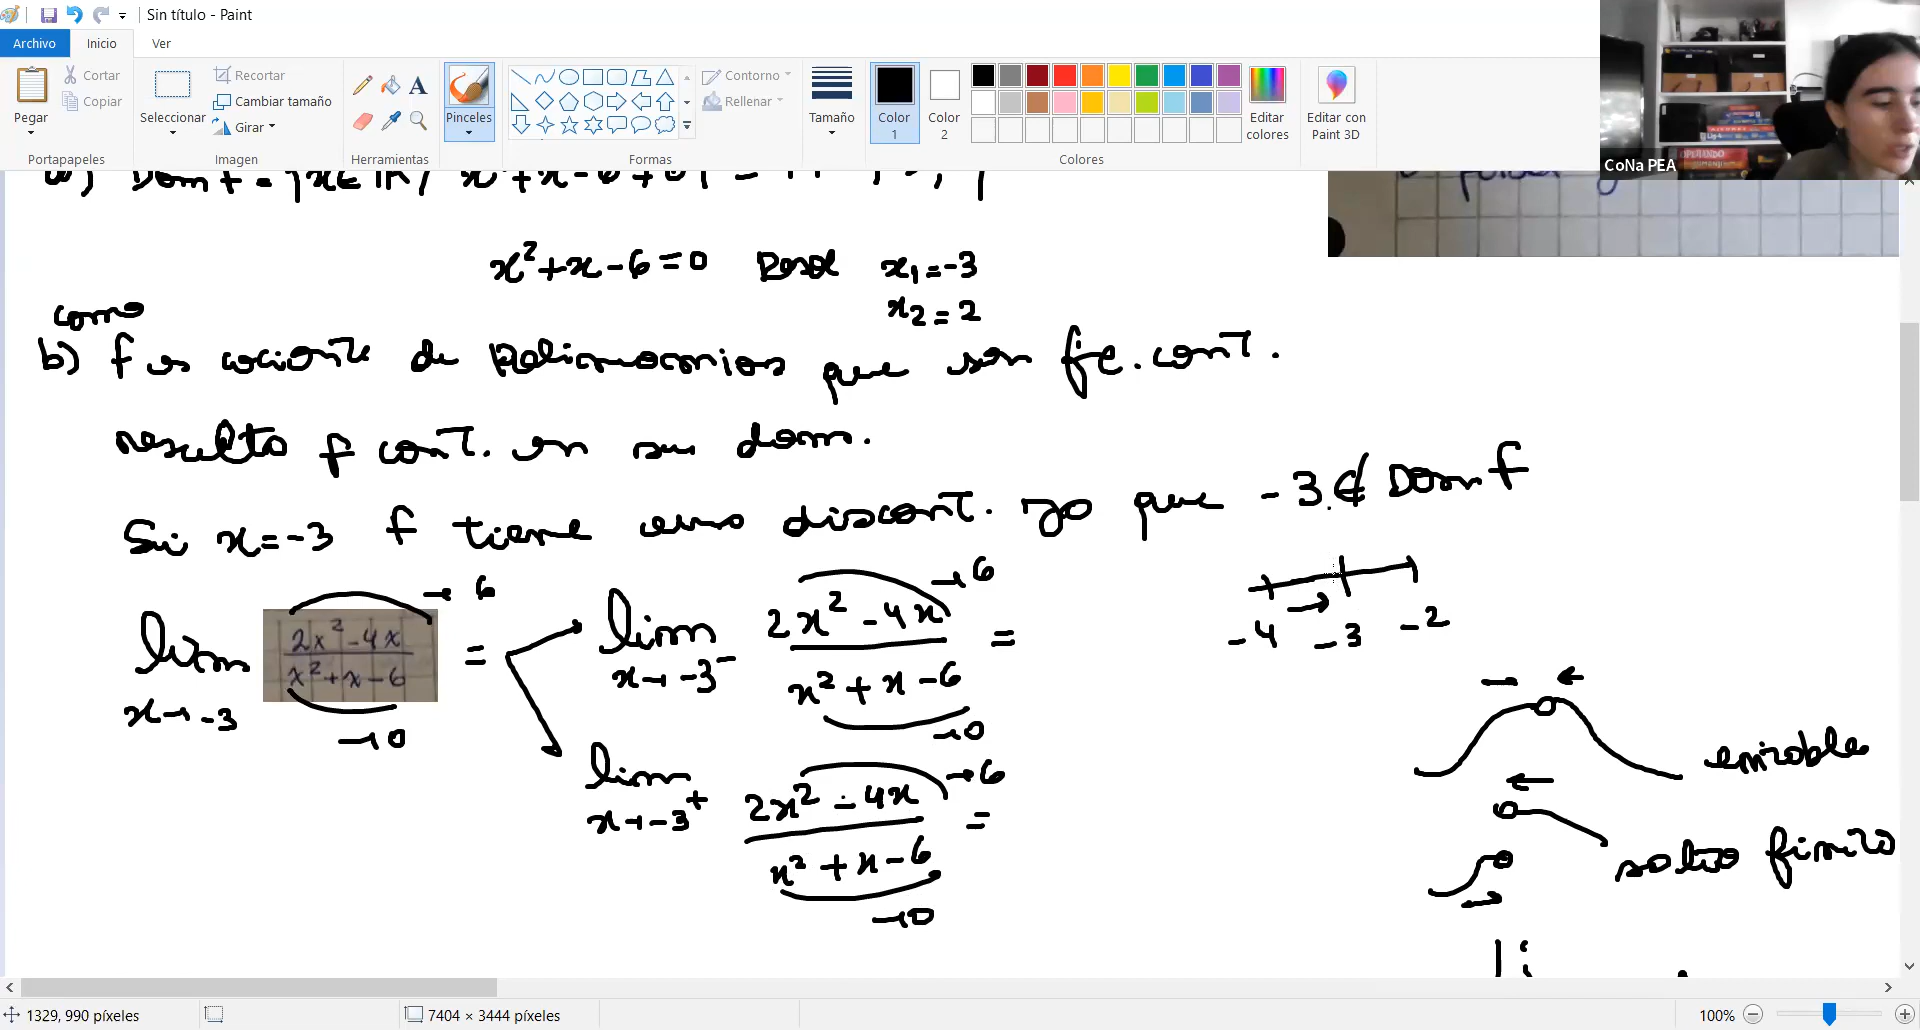 Sin título - Paint
Archivo Inicio Ver
Pegar
Cortar
Copiar
Portapapeles
Seleccionar
Recortar
Cambiar tamaño
Girar
Imagen
A
Herramientas
Pinceles
Contorno
Rellenar
Formas
Tamaño
Color 1
Color 2
Editar colores
Editar con Paint 3D
Colores
CoNa PEA
x²+x-6=0 x₁=-3
x₂=2
como
b) f es cociente de que son fc. cont.
resulta f cont. en su dom.
Si x=-3 f tiene una discont. ya que -3 ∉ Dom f
lim x→-3 2x²-4x →6 / x²+x-6 →0 =
lim x→-3⁻ 2x²-4x →6 / x²+x-6 →0 =
lim x→-3⁺ 2x²-4x →6 / x²+x-6 →0 =
-4 -3 -2
evitable
salto finito
1329, 990 píxeles
7404 × 3444 píxeles
100%